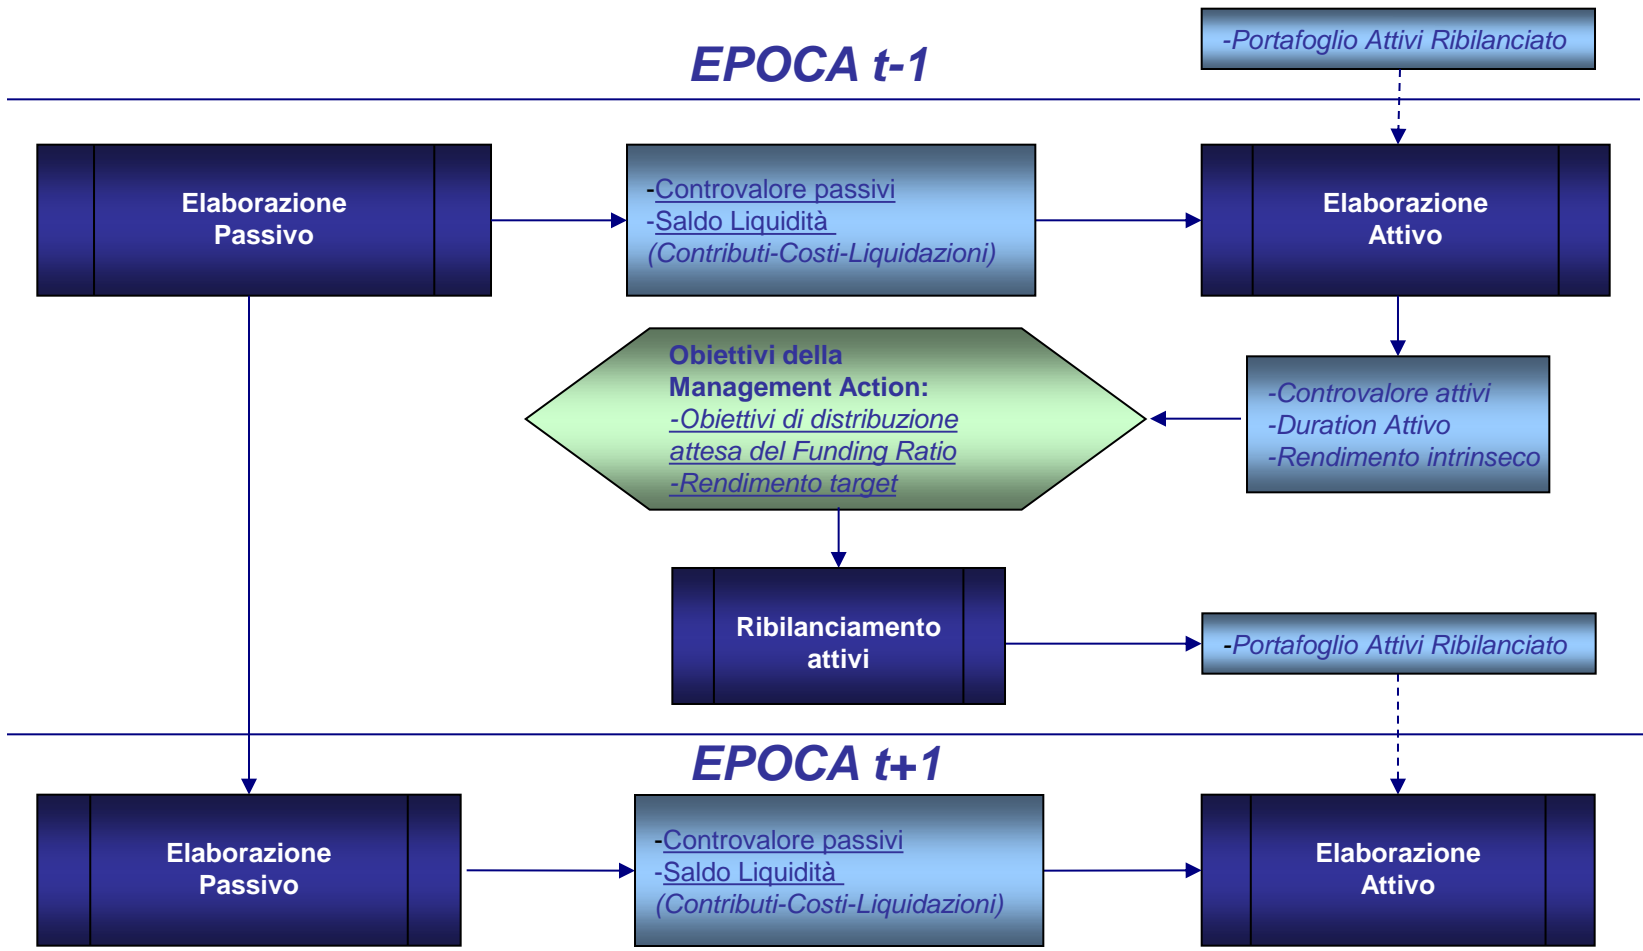 -Portafoglio Attivi Ribilanciato
EPOCA t-1
Elaborazione
Passivo
-Controvalore passivi
-Saldo Liquidità
(Contributi-Costi-Liquidazioni)
Elaborazione
Attivo
Obiettivi della
Management Action:
-Obiettivi di distribuzione
attesa del Funding Ratio
-Rendimento target
-Controvalore attivi
-Duration Attivo
-Rendimento intrinseco
Ribilanciamento
attivi
-Portafoglio Attivi Ribilanciato
EPOCA t+1
Elaborazione
Passivo
-Controvalore passivi
-Saldo Liquidità
(Contributi-Costi-Liquidazioni)
Elaborazione
Attivo